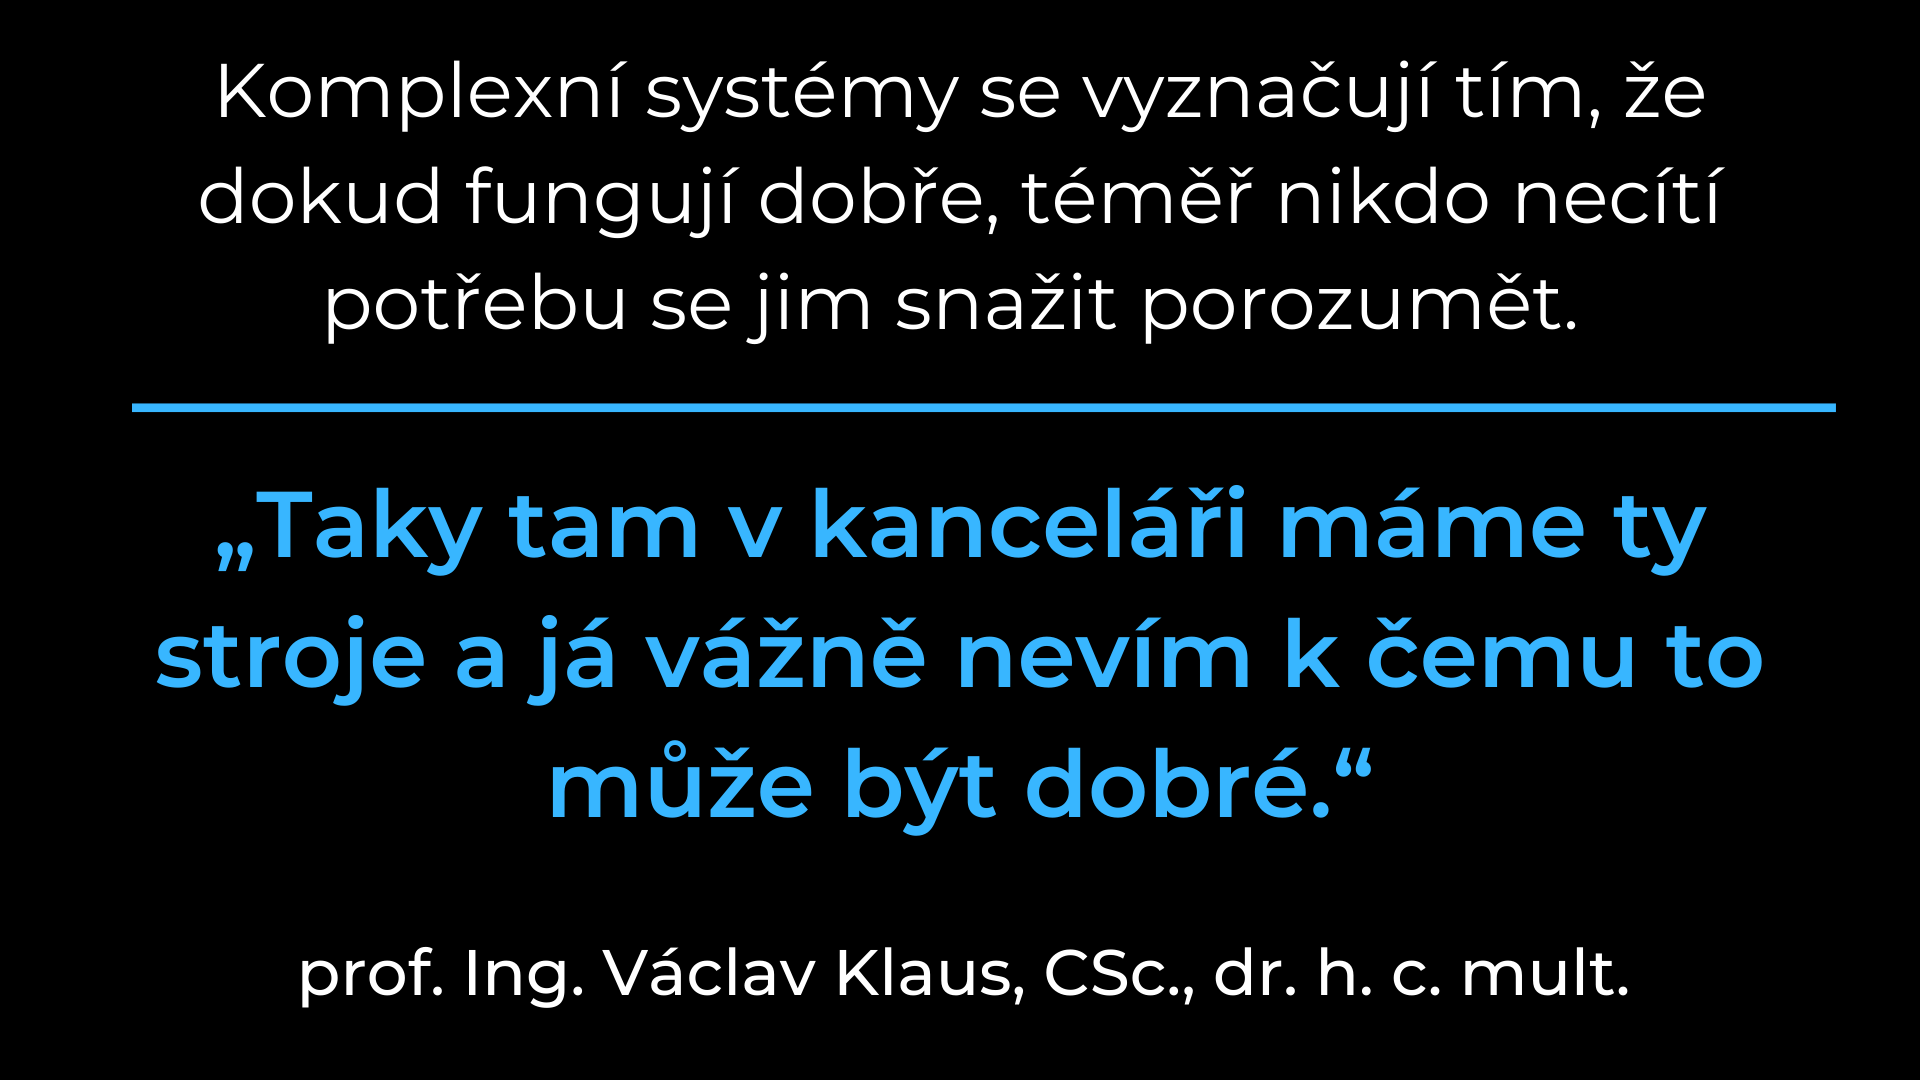 Komplexní systémy se vyznačují tím, že
dokud fungují dobře, téměř nikdo necítí
potřebu se jim snažit porozumět.
„Taky tam v kanceláři máme ty
stroje a já vážně nevím k čemu to
může být dobré.“
prof. Ing. Václav Klaus, CSc., dr. h. c. mult.